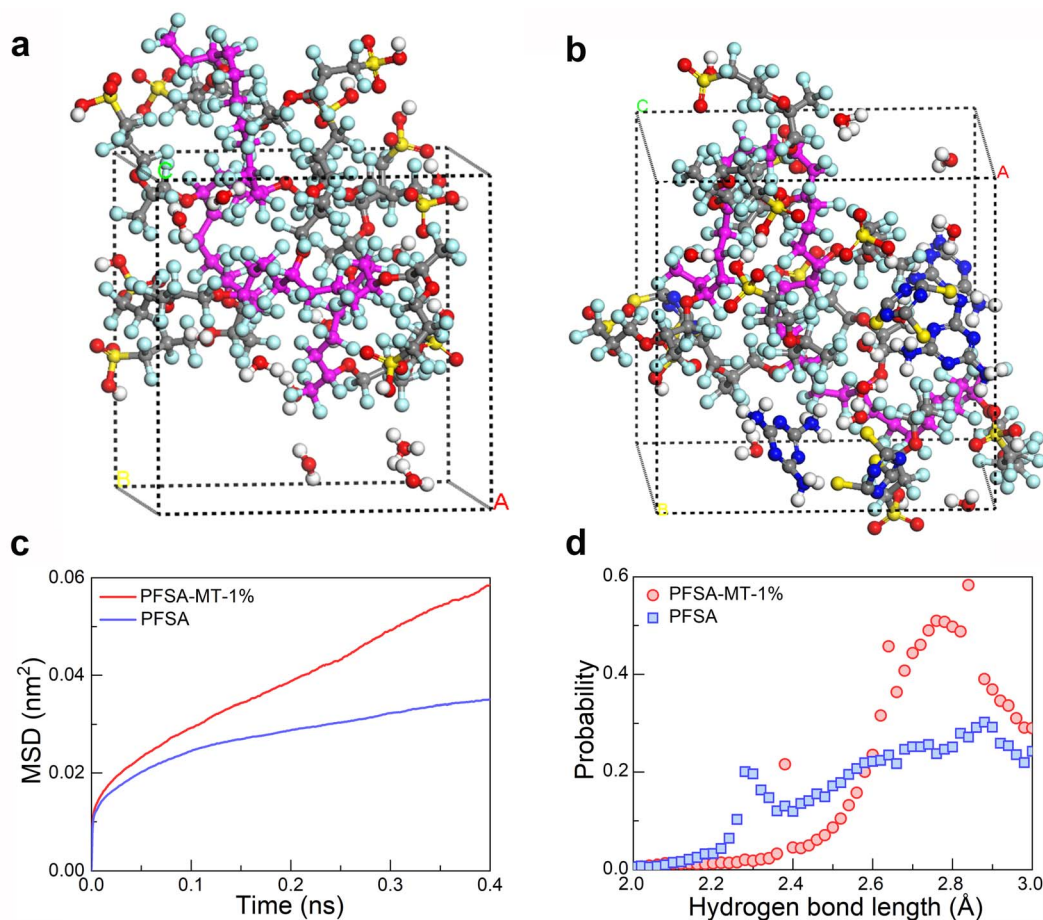 a
b
C
B
A
C
A
B
c
0.06
0.04
0.02
0.00
MSD (nm²)
PFSA-MT-1%
PFSA
0.0
0.1
0.2
0.3
0.4
Time (ns)
d
0.6
0.4
0.2
0.0
Probability
PFSA-MT-1%
PFSA
2.0
2.2
2.4
2.6
2.8
3.0
Hydrogen bond length (Å)